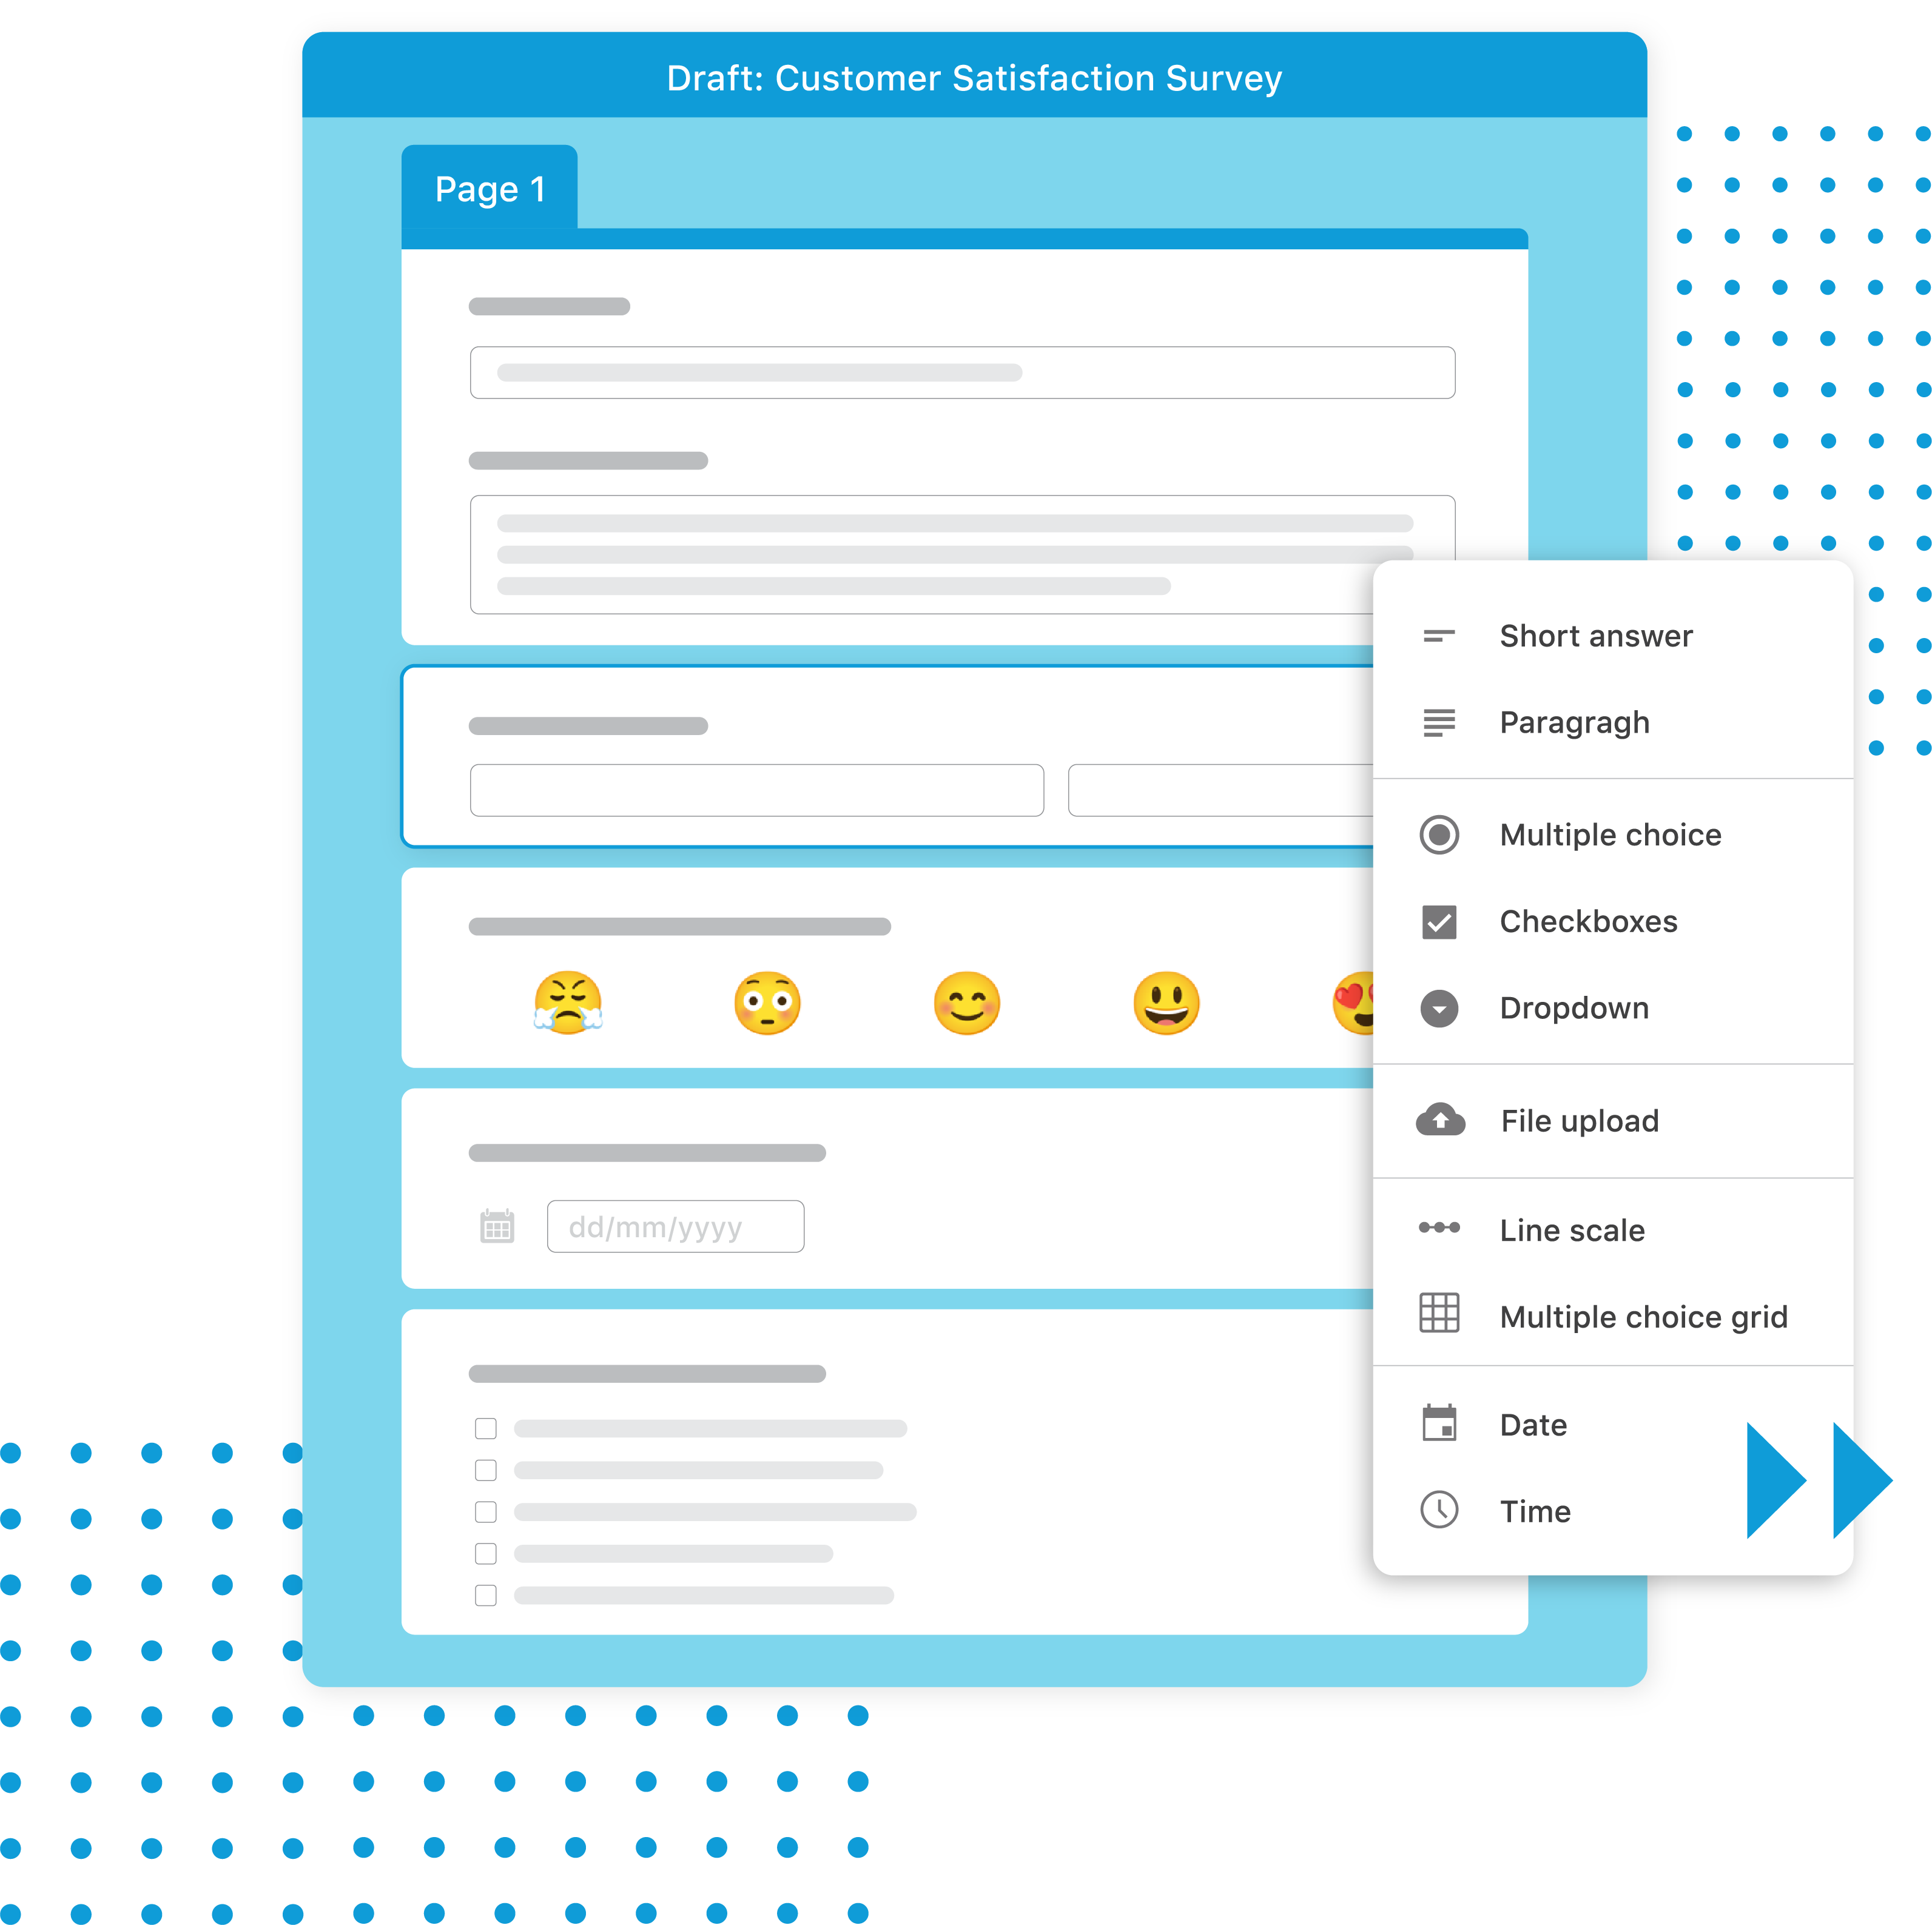 Draft: Customer Satisfaction Survey
Page 1
Short answer
Paragragh
Multiple choice
Checkboxes
Dropdown
File upload
dd/mm/yyyy
Line scale
Multiple choice grid
Date
Time